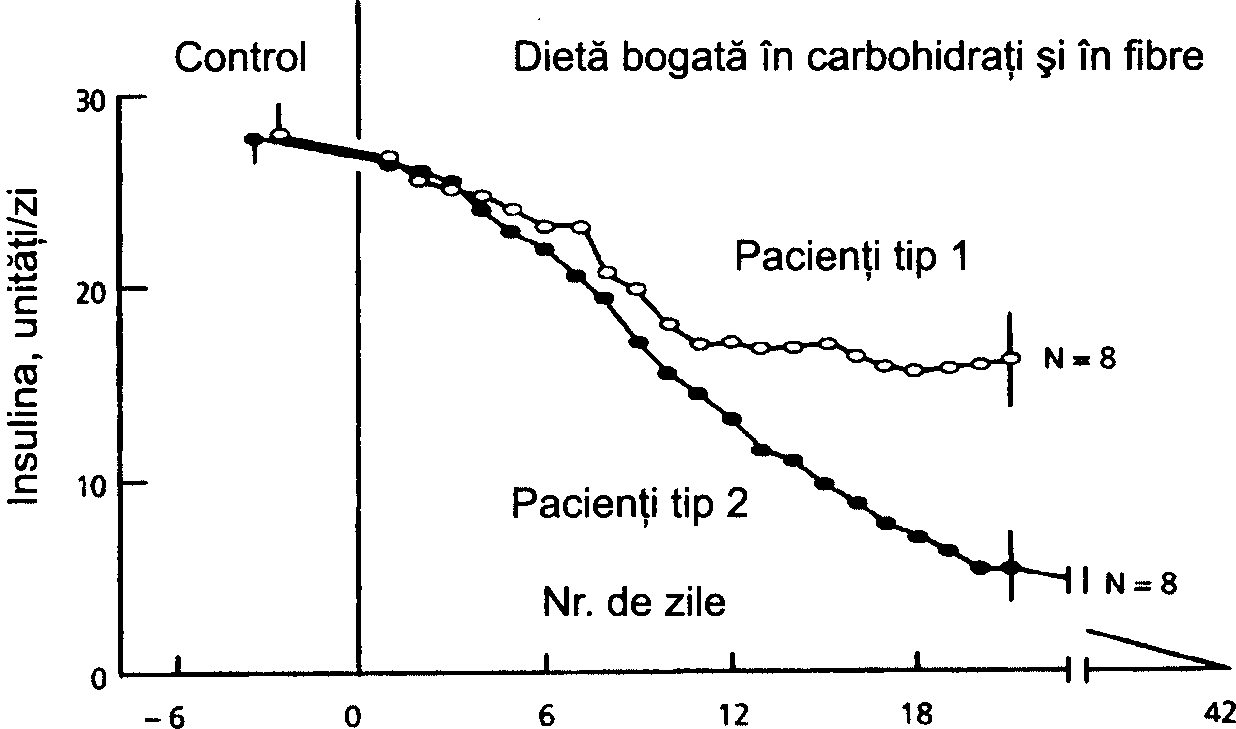 Control
Dietă bogată în carbohidrați şi în fibre
Insulina, unități/zi
30
20
10
0
Pacienți tip 1
N = 8
Pacienți tip 2
N = 8
Nr. de zile
– 6
0
6
12
18
42